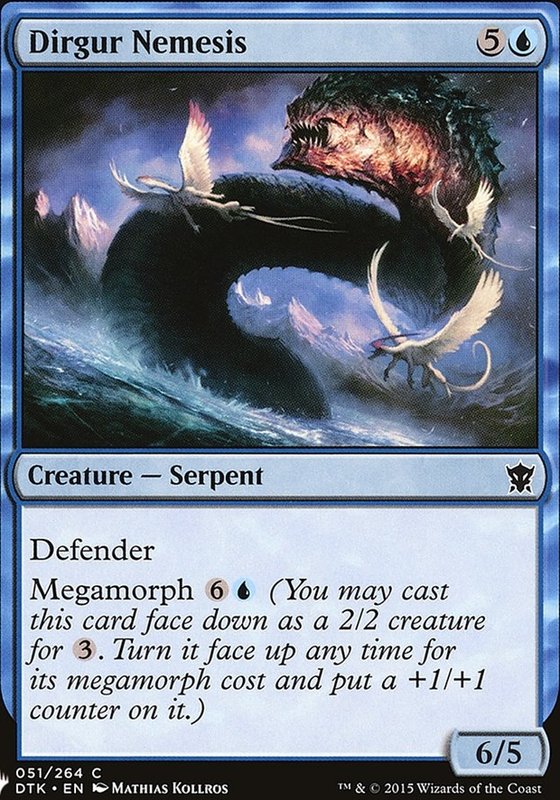 Dirgur Nemesis 5
Creature — Serpent
Defender
Megamorph 6 (You may cast
this card face down as a 2/2 creature
for 3. Turn it face up any time for
its megamorph cost and put a +1/+1
counter on it.)
6/5
051/264 C
DTK • EN Mathias Kollros
™ & © 2015 Wizards of the Coast